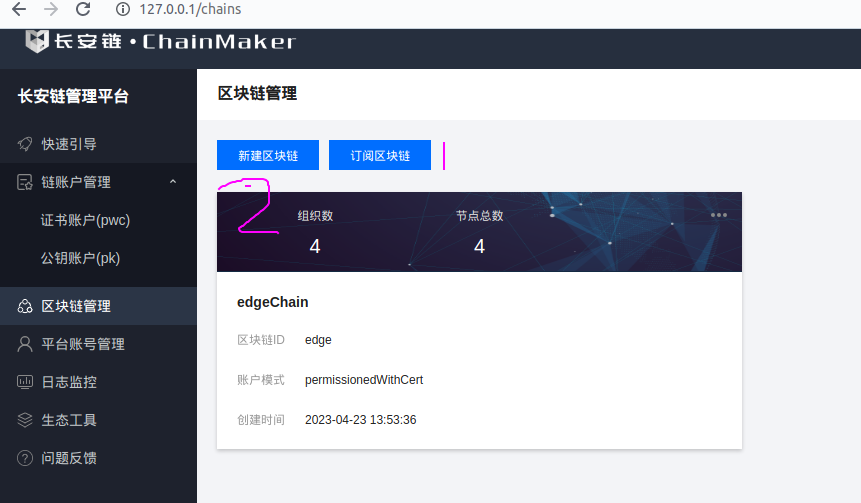 127.0.0.1/chains
长安链·ChainMaker
长安链管理平台
快速引导
链账户管理
证书账户(pwc)
公钥账户(pk)
区块链管理
平台账号管理
日志监控
生态工具
问题反馈
区块链管理
新建区块链 订阅区块链 1
2
组织数 节点总数
4 4
edgeChain
区块链ID edge
账户模式 permissionedWithCert
创建时间 2023-04-23 13:53:36